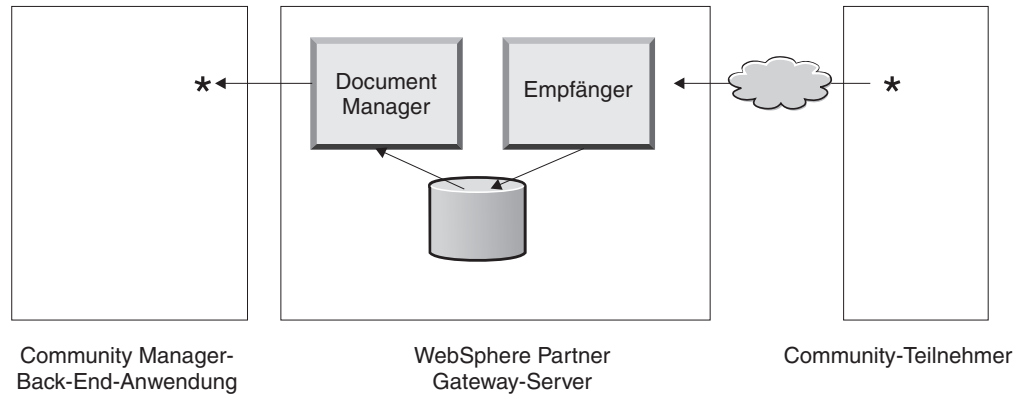 Document
Manager
Empfänger
*
*
Community Manager-
Back-End-Anwendung
WebSphere Partner
Gateway-Server
Community-Teilnehmer